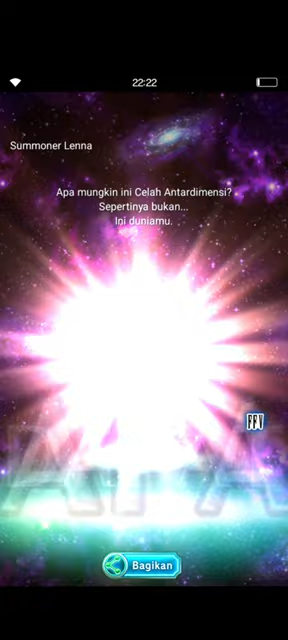 22:22
Summoner Lenna
Apa mungkin ini Celah Antardimensi?
Sepertinya bukan...
Ini duniamu.
FFV
Bagikan